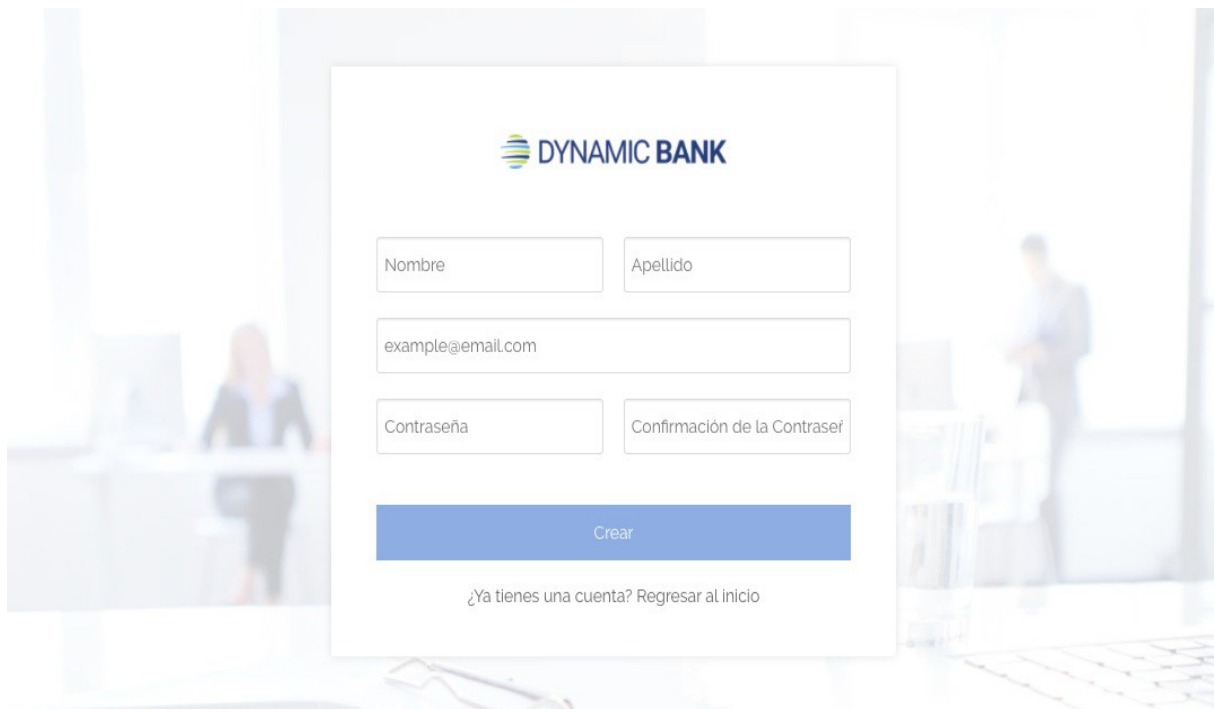 DYNAMIC BANK
Nombre Apellido
example@email.com
Contraseña Confirmación de la Contraseñ
Crear
¿Ya tienes una cuenta? Regresar al inicio